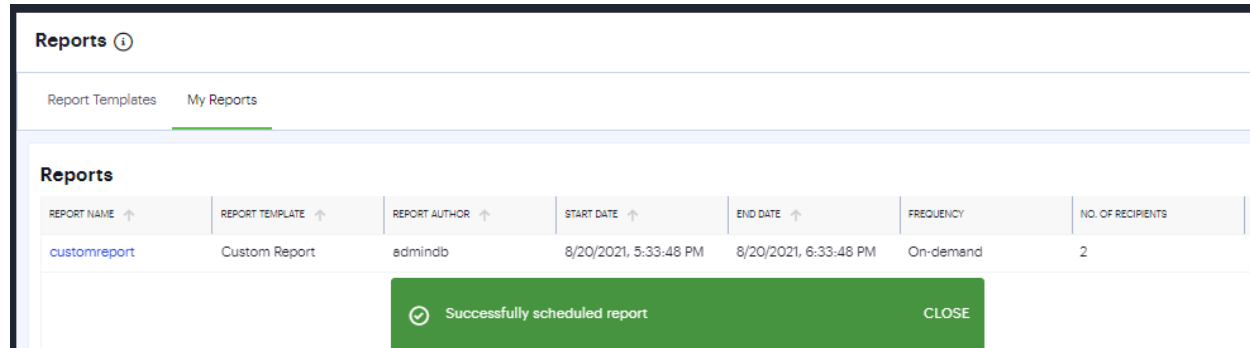 Reports
Report Templates My Reports
Reports
REPORT NAME REPORT TEMPLATE REPORT AUTHOR START DATE END DATE FREQUENCY NO. OF RECIPIENTS
customreport Custom Report admindb 8/20/2021, 5:33:48 PM 8/20/2021, 6:33:48 PM On-demand 2
Successfully scheduled report CLOSE